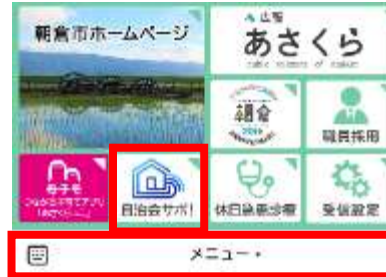 朝倉市ホームページ
広報
あさくら
朝倉
職員採用
母子モ
自治会サポ!
休日急患診療
受信設定
メニュー